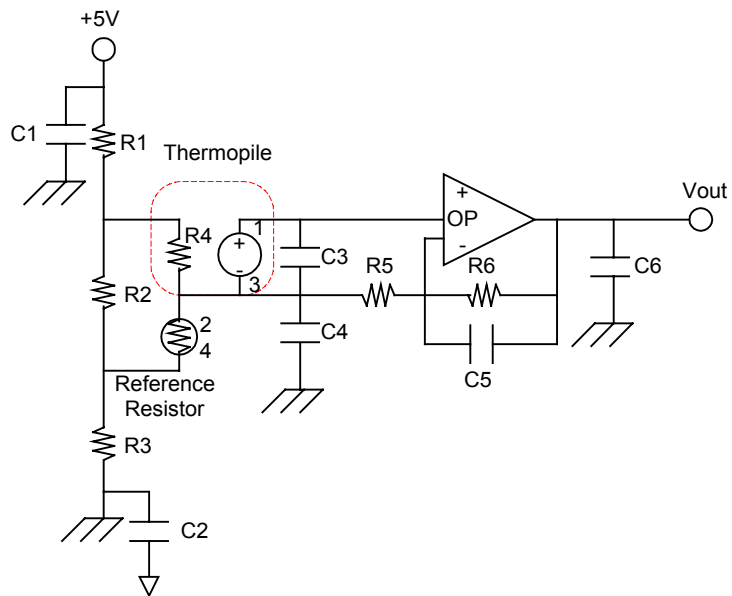 +5V
C1
R1
Thermopile
Vout
+
OP
-
R4
1
+
-
3
C3
R5
R6
C6
R2
2
4
C4
C5
Reference
Resistor
R3
C2